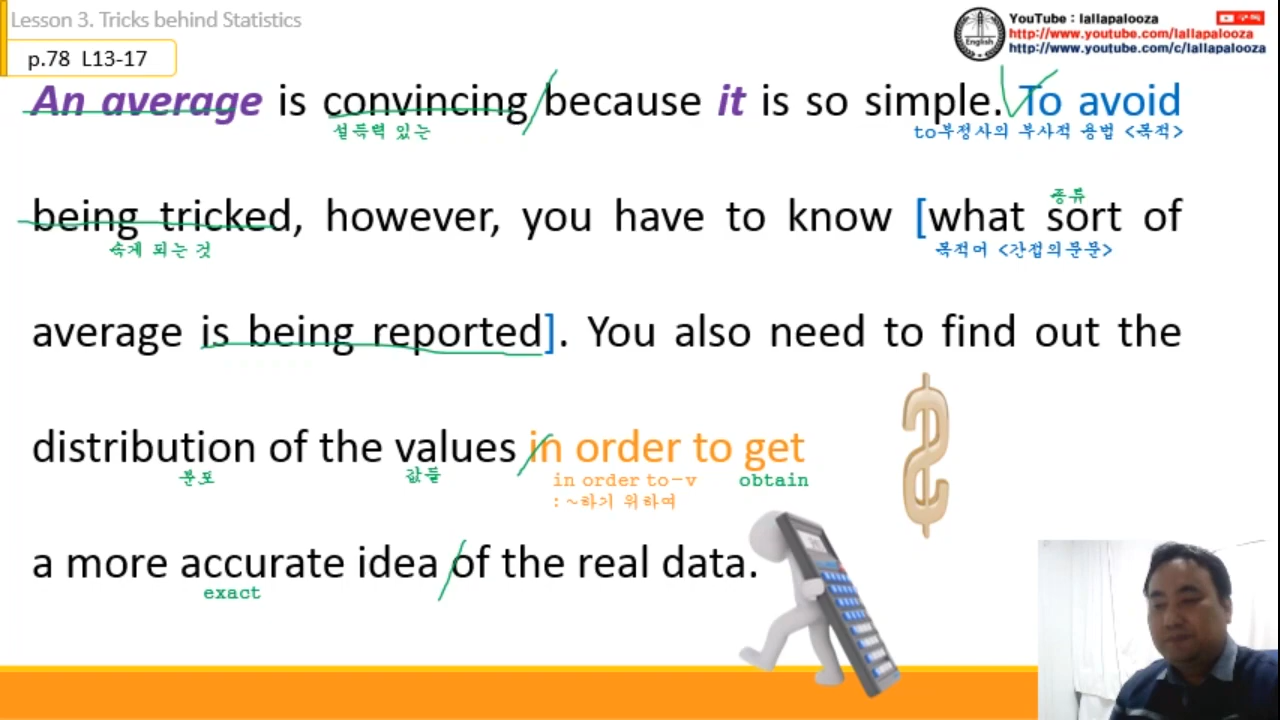 Lesson 3. Tricks behind Statistics
YouTube : lallapalooza
구독
http://www.youtube.com/lallapalooza
http://www.youtube.com/c/lallapalooza
English
p.78 L13-17
An average is convincing because it is so simple. To avoid
설득력 있는
to부정사의 부사적 용법 <목적>
종류
being tricked, however, you have to know [what sort of
속게 되는 것
목적어 <간접의문문>
average is being reported]. You also need to find out the
distribution of the values in order to get
분포
값들
in order to-v
obtain
: ~하기 위하여
a more accurate idea of the real data.
exact